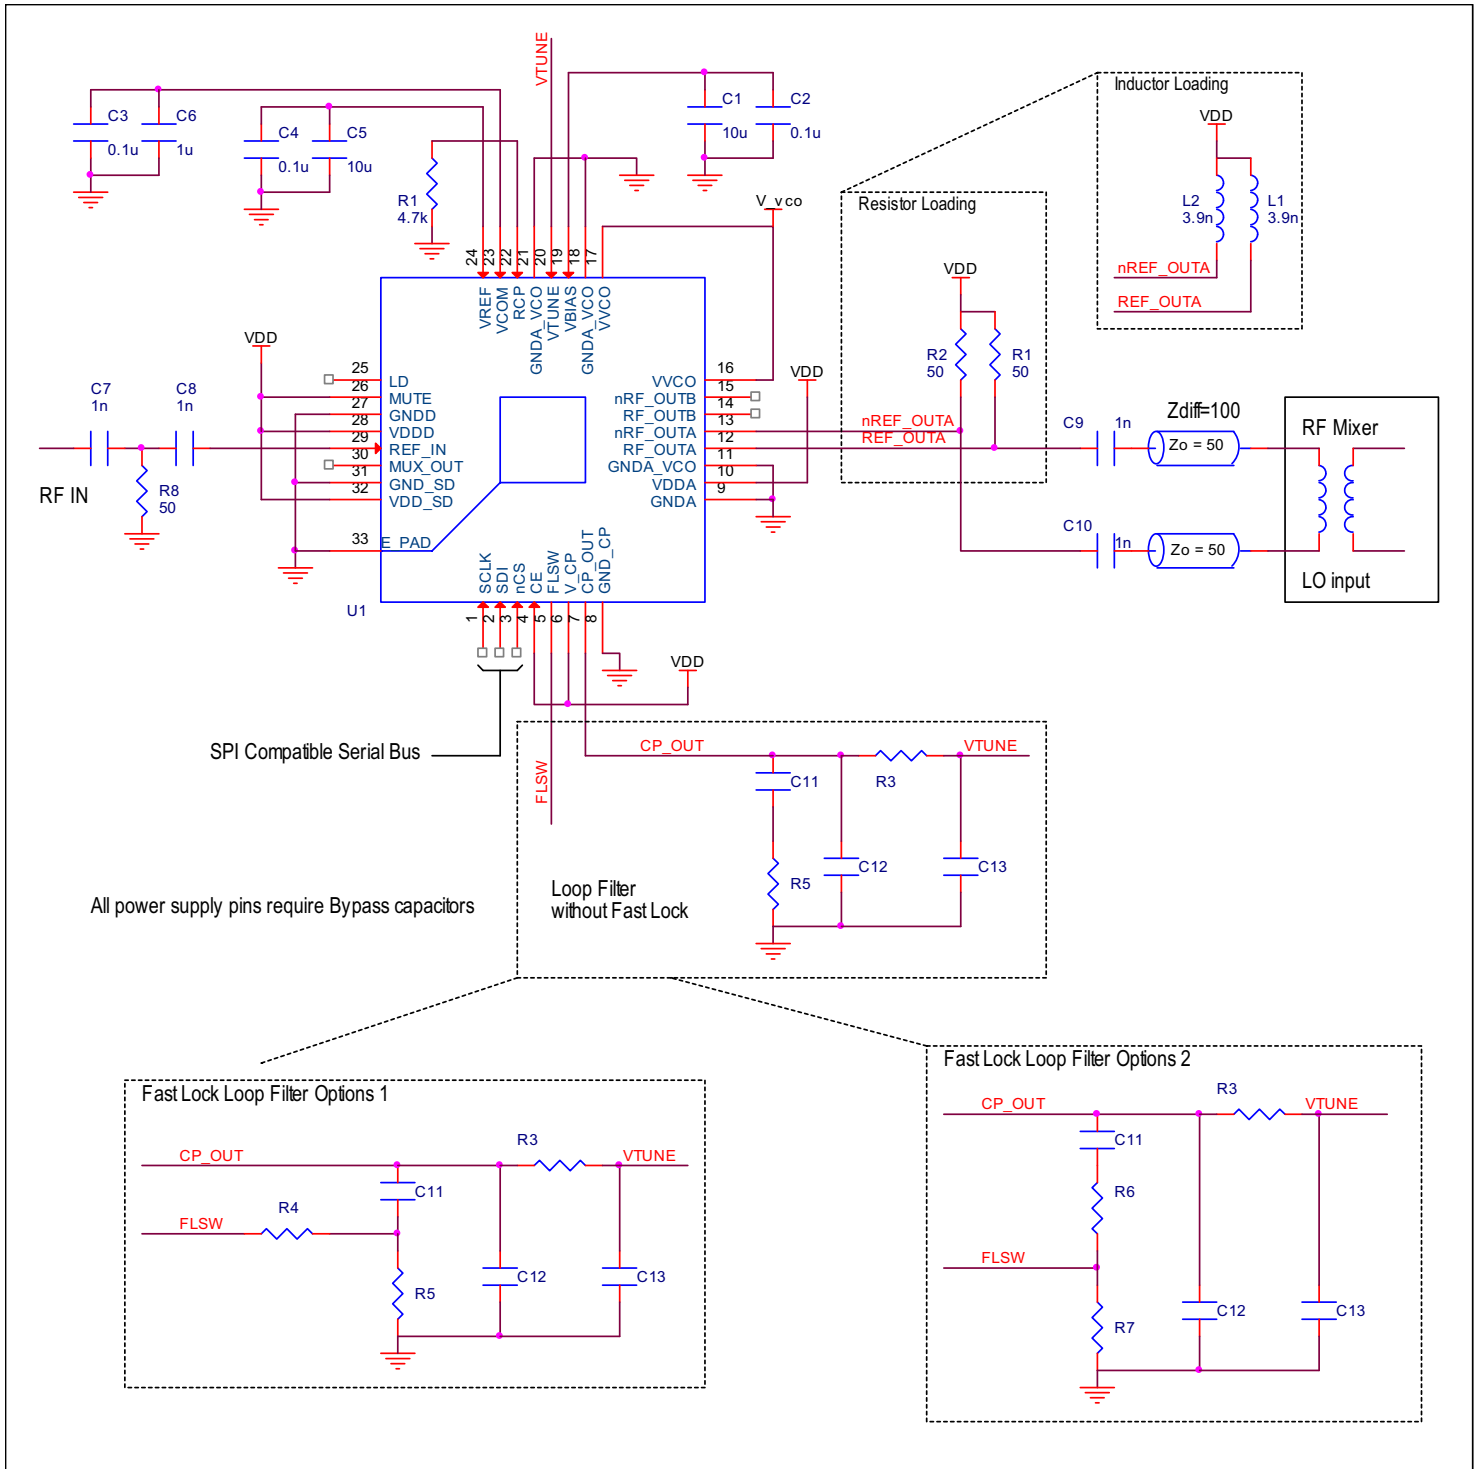 VTUNE
C3
0.1u
C6
1u
C4
0.1u
C5
10u
R1
4.7k
C1
10u
C2
0.1u
V_vco
Inductor Loading
VDD
L2
3.9n
L1
3.9n
nREF_OUTA
REF_OUTA
Resistor Loading
VDD
R2
50
R1
50
24
23
22
21
20
19
18
17
VREF
VCOM
RCP
GNDA_VCO
VTUNE
VBIAS
GNDA_VCO
VVCO
VDD
25
LD
26
MUTE
27
GNDD
28
VDDD
29
REF_IN
30
MUX_OUT
31
GND_SD
32
VDD_SD
33
E_PAD
C7
1n
C8
1n
RF IN
R8
50
16
VVCO
15
nRF_OUTB
14
RF_OUTB
13
nRF_OUTA
12
RF_OUTA
11
GNDA_VCO
10
VDDA
9
GNDA
VDD
nREF_OUTA
REF_OUTA
C9
1n
Zdiff=100
Zo = 50
RF Mixer
C10
1n
Zo = 50
LO input
U1
SCLK
SDI
nCS
CE
FLSW
V_CP
CP_OUT
GND_CP
1
2
3
4
5
6
7
8
VDD
SPI Compatible Serial Bus
FLSW
CP_OUT
VTUNE
C11
R3
R5
C12
C13
Loop Filter
without Fast Lock
All power supply pins require Bypass capacitors
Fast Lock Loop Filter Options 1
CP_OUT
R3
VTUNE
C11
FLSW
R4
R5
C12
C13
Fast Lock Loop Filter Options 2
CP_OUT
R3
VTUNE
C11
R6
FLSW
R7
C12
C13